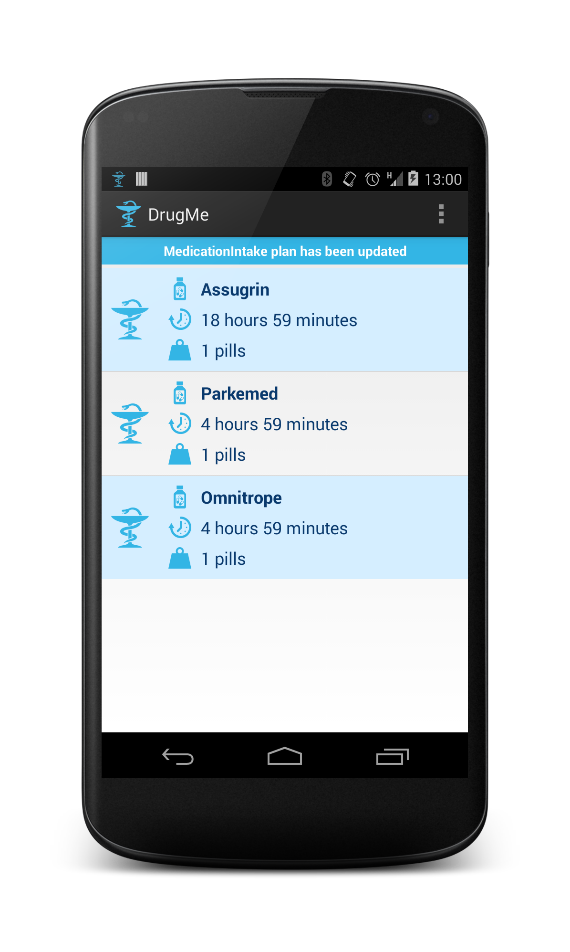 H
13:00
DrugMe
MedicationIntake plan has been updated
Assugrin
18 hours 59 minutes
1 pills
Parkemed
4 hours 59 minutes
1 pills
Omnitrope
4 hours 59 minutes
1 pills